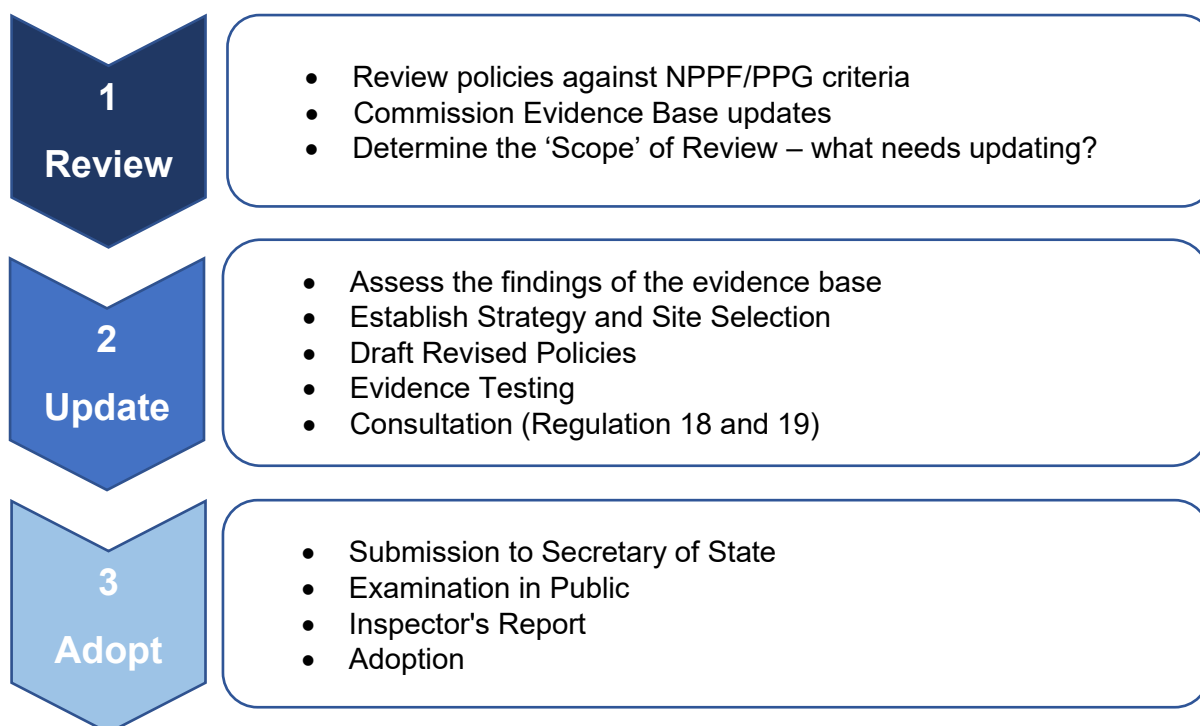 1
Review
• Review policies against NPPF/PPG criteria
• Commission Evidence Base updates
• Determine the ‘Scope’ of Review – what needs updating?
2
Update
• Assess the findings of the evidence base
• Establish Strategy and Site Selection
• Draft Revised Policies
• Evidence Testing
• Consultation (Regulation 18 and 19)
3
Adopt
• Submission to Secretary of State
• Examination in Public
• Inspector's Report
• Adoption